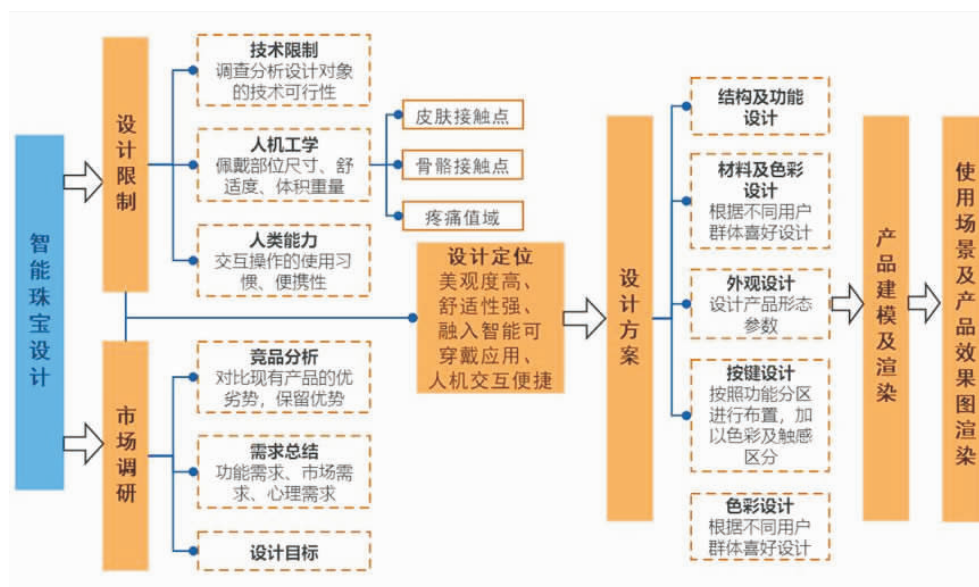 智能珠宝设计
设计限制
技术限制
调查分析设计对象
的技术可行性
人机工学
佩戴部位尺寸、舒
适度、体积重量
皮肤接触点
骨骼接触点
疼痛值域
人类能力
交互操作的使用习
惯、便携性
市场调研
竞品分析
对比现有产品的优
劣势，保留优势
需求总结
功能需求、市场需
求、心理需求
设计目标
设计定位
美观度高、
舒适性强、
融入智能可
穿戴应用、
人机交互便捷
设计方案
结构及功能
设计
材料及色彩
设计
根据不同用户
群体喜好设计
外观设计
设计产品形态
参数
按键设计
按照功能分区
进行布置，加
以色彩及触感
区分
色彩设计
根据不同用户
群体喜好设计
产品建模及渲染
使用场景及产品效果图渲染